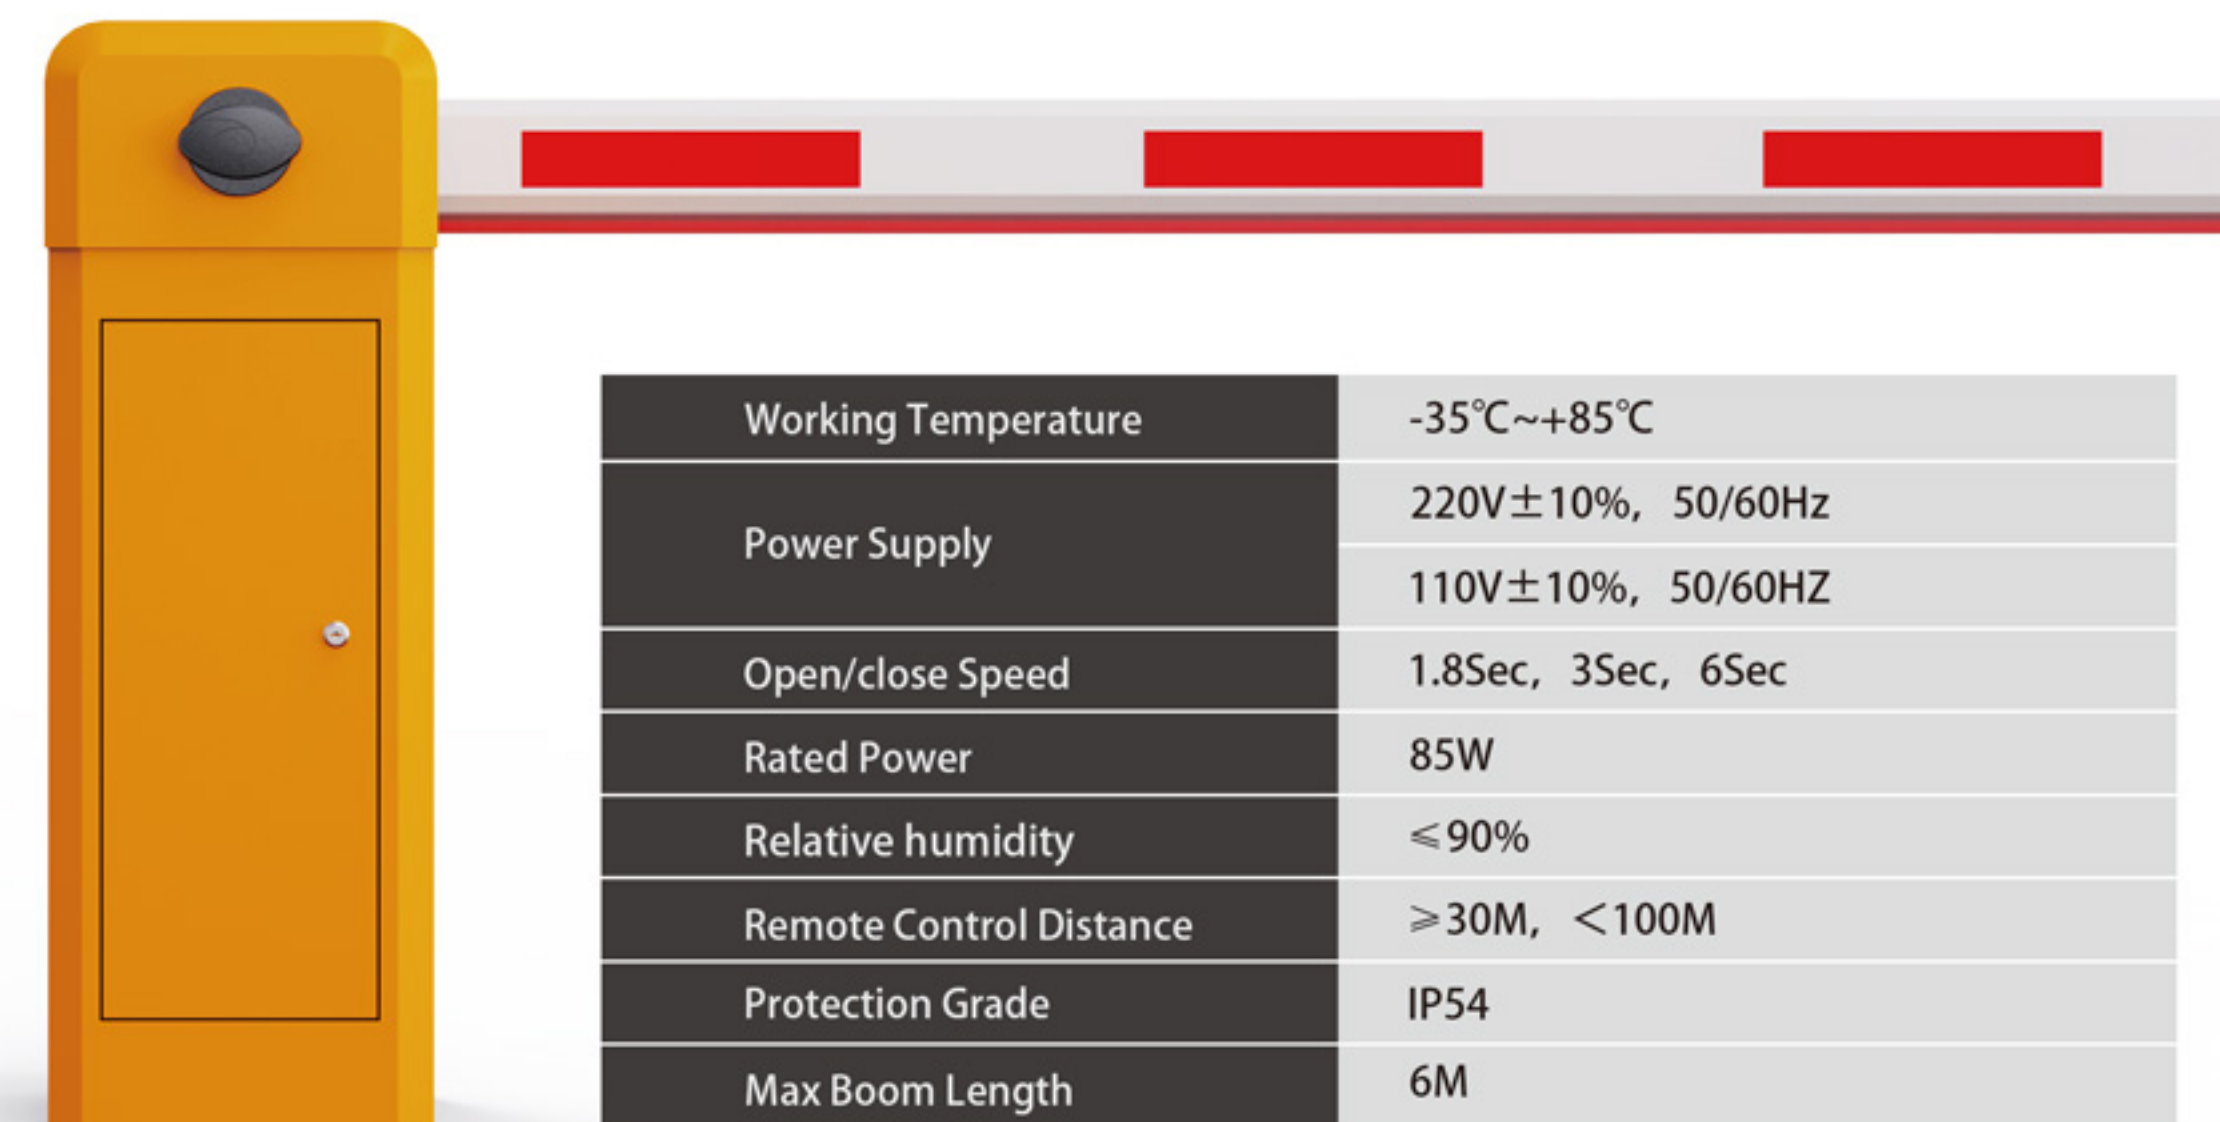 Working Temperature -35℃~+85℃
Power Supply
220V±10%, 50/60Hz
110V±10%, 50/60HZ
Open/close Speed 1.8Sec, 3Sec, 6Sec
Rated Power 85W
Relative humidity ⩽90%
Remote Control Distance ⩾30M, <100M
Protection Grade IP54
Max Boom Length 6M